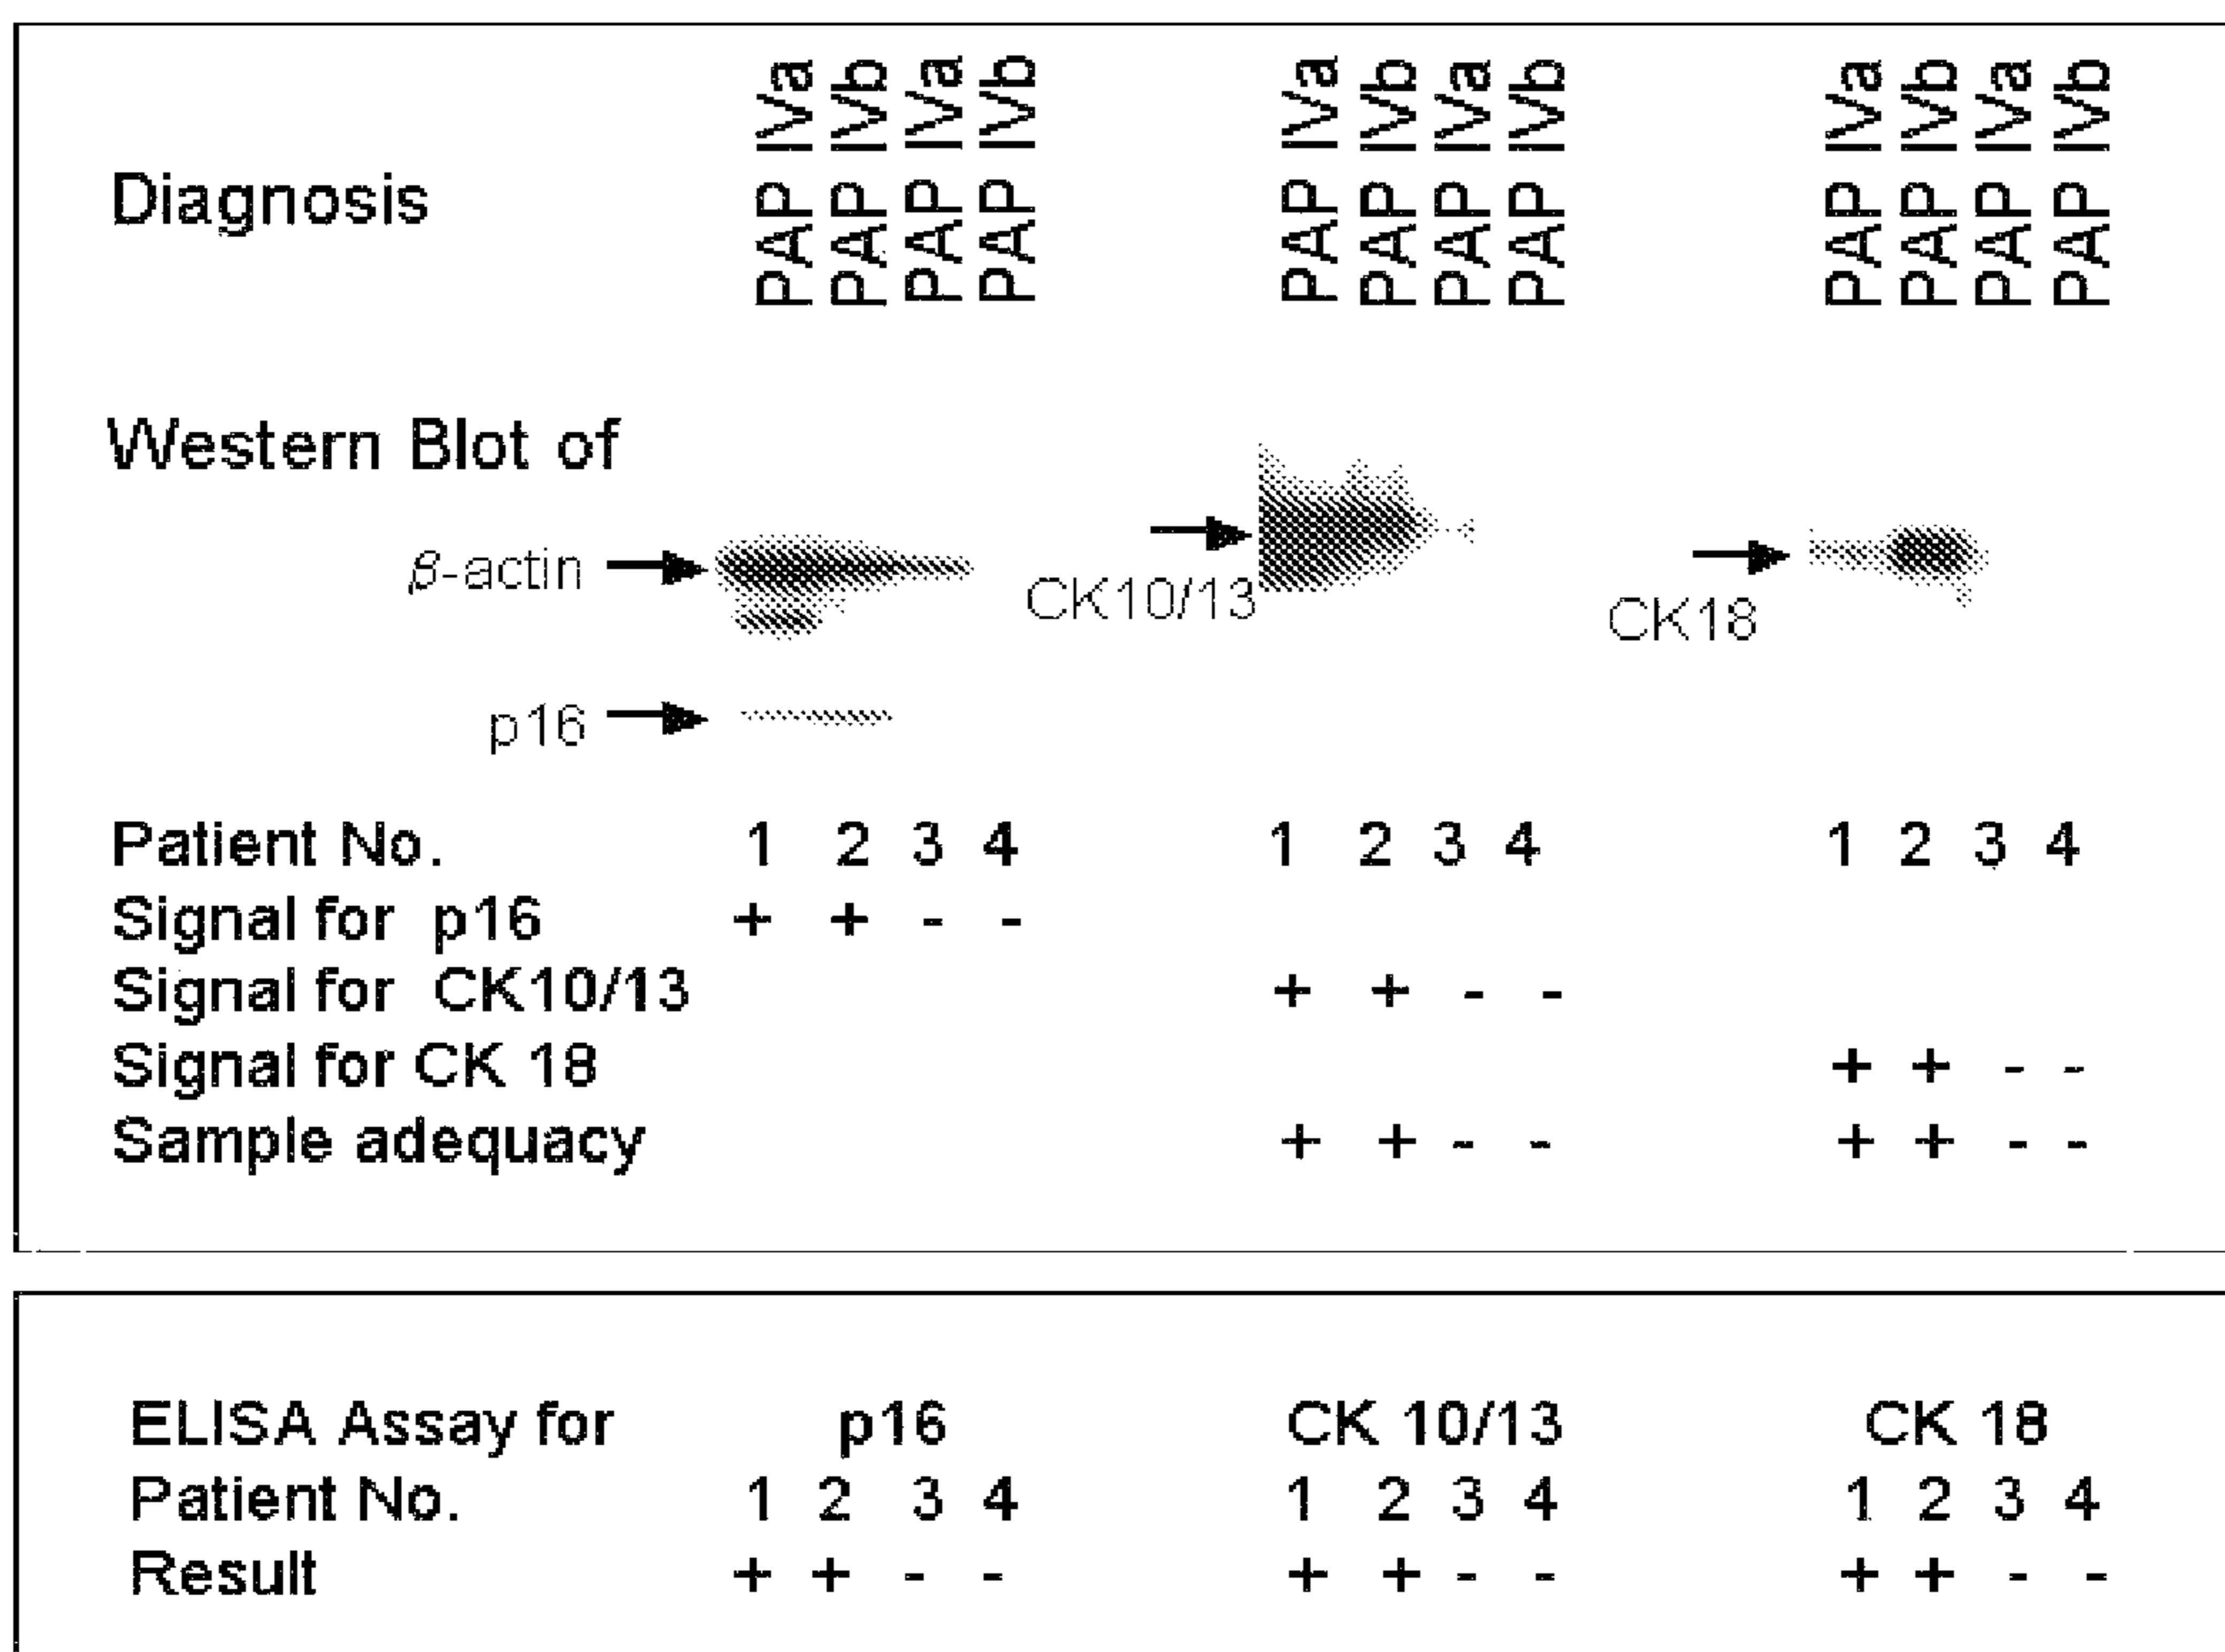 PAP IVa PAP IVb PAP IVa PAP IVb PAP IVa PAP IVb PAP IVa PAP IVb PAP IVa PAP IVb PAP IVa PAP IVb
Diagnosis
Western Blot of
β-actin CK10/13 CK18
p16
Patient No. 1 2 3 4 1 2 3 4 1 2 3 4
Signal for p16 + + - -
Signal for CK10/13 + + - -
Signal for CK 18 + + - -
Sample adequacy + + - - + + - -
ELISA Assay for p16 CK 10/13 CK 18
Patient No. 1 2 3 4 1 2 3 4 1 2 3 4
Result + + - - + + - - + + - -